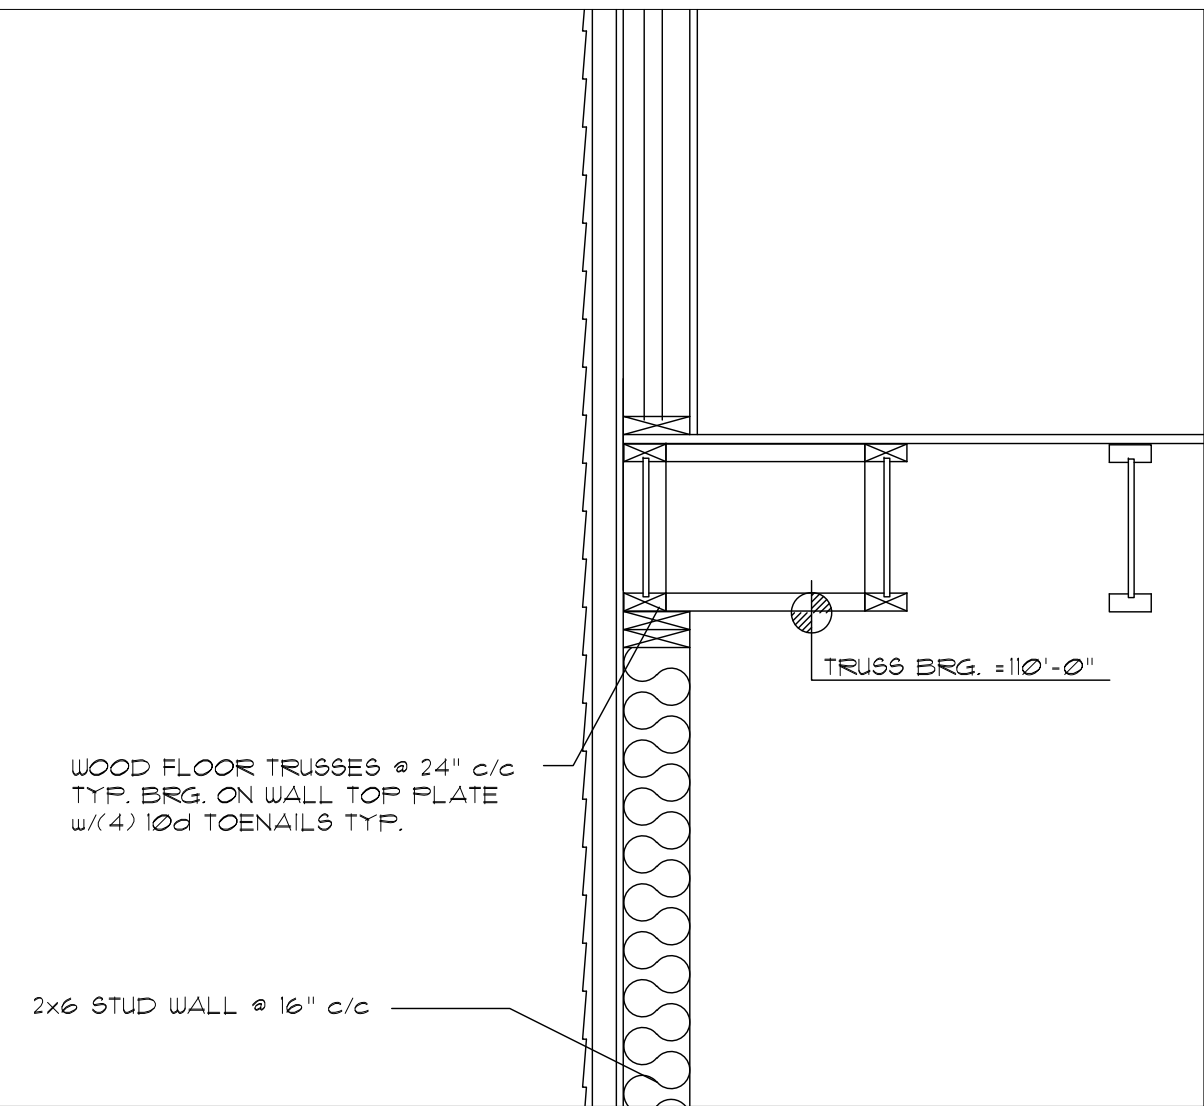 TRUSS BRG. =110'-0"
WOOD FLOOR TRUSSES @ 24" c/c
TYP. BRG. ON WALL TOP PLATE
w/(4) 10d TOENAILS TYP.
2x6 STUD WALL @ 16" c/c